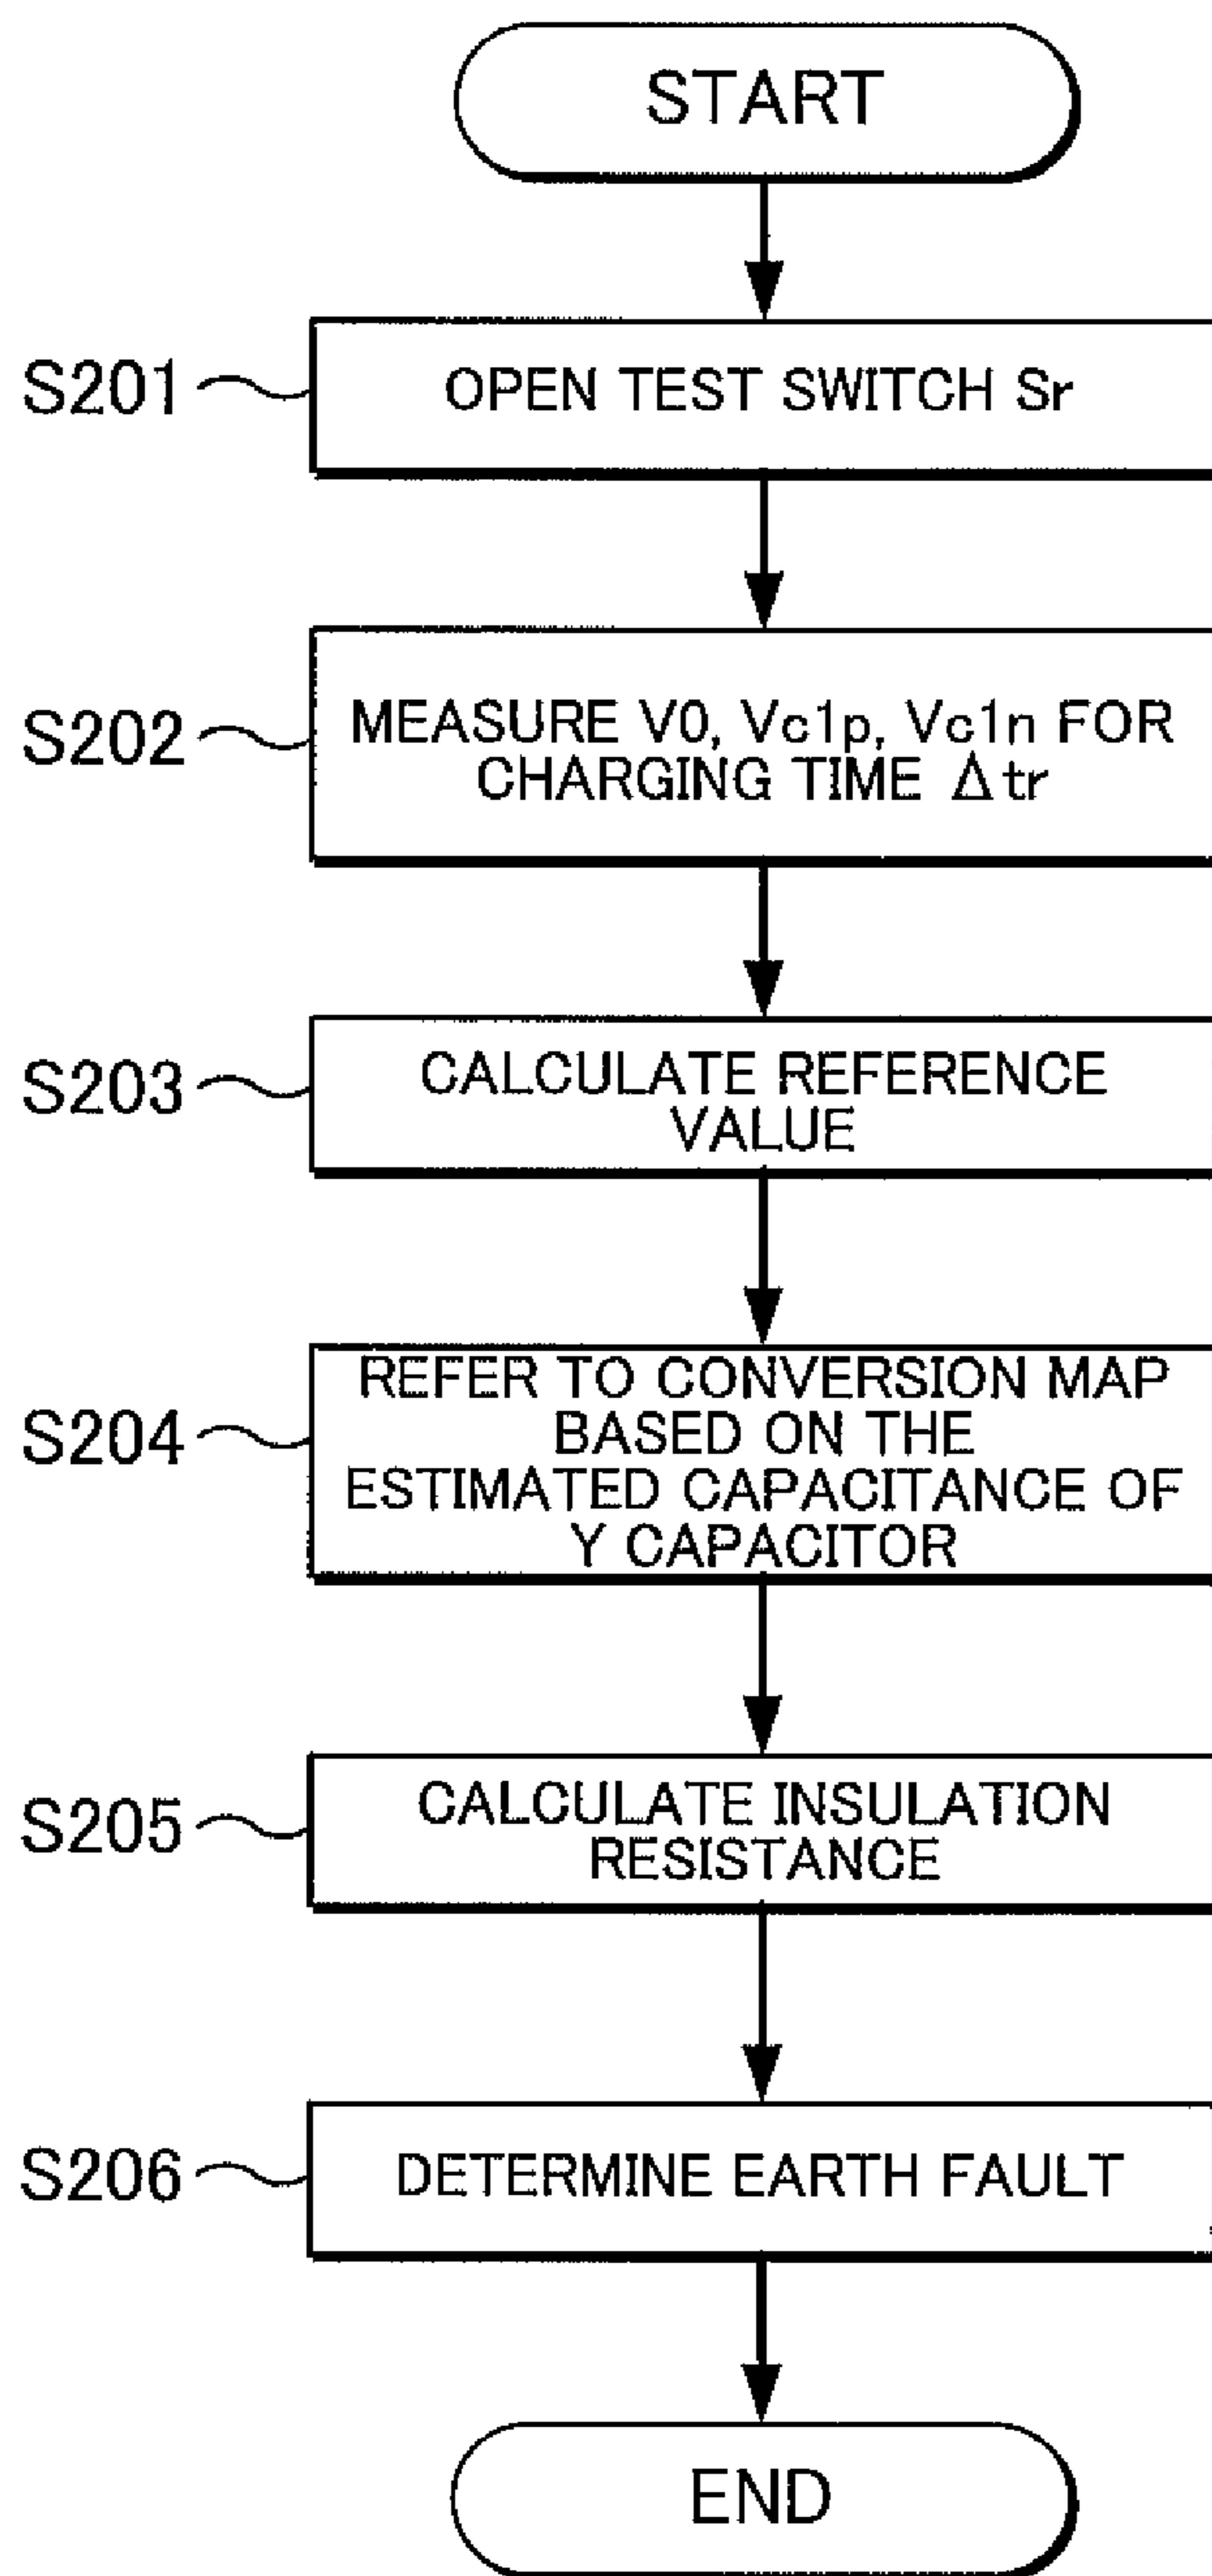 START
S201
OPEN TEST SWITCH Sr
S202
MEASURE V0, Vc1p, Vc1n FOR
CHARGING TIME Δtr
S203
CALCULATE REFERENCE
VALUE
S204
REFER TO CONVERSION MAP
BASED ON THE
ESTIMATED CAPACITANCE OF
Y CAPACITOR
S205
CALCULATE INSULATION
RESISTANCE
S206
DETERMINE EARTH FAULT
END